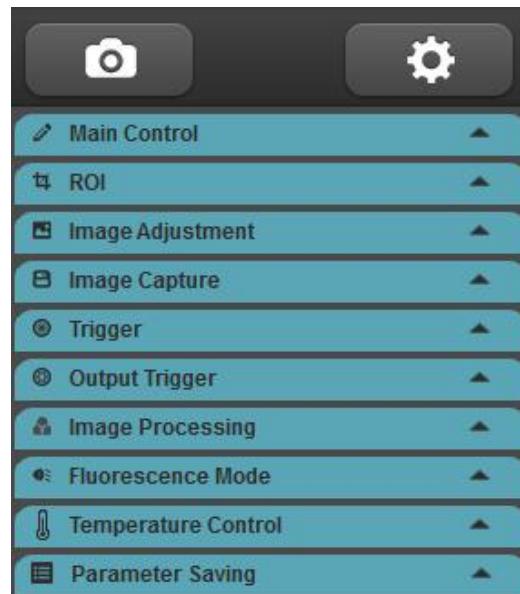 Main Control
ROI
Image Adjustment
Image Capture
Trigger
Output Trigger
Image Processing
Fluorescence Mode
Temperature Control
Parameter Saving